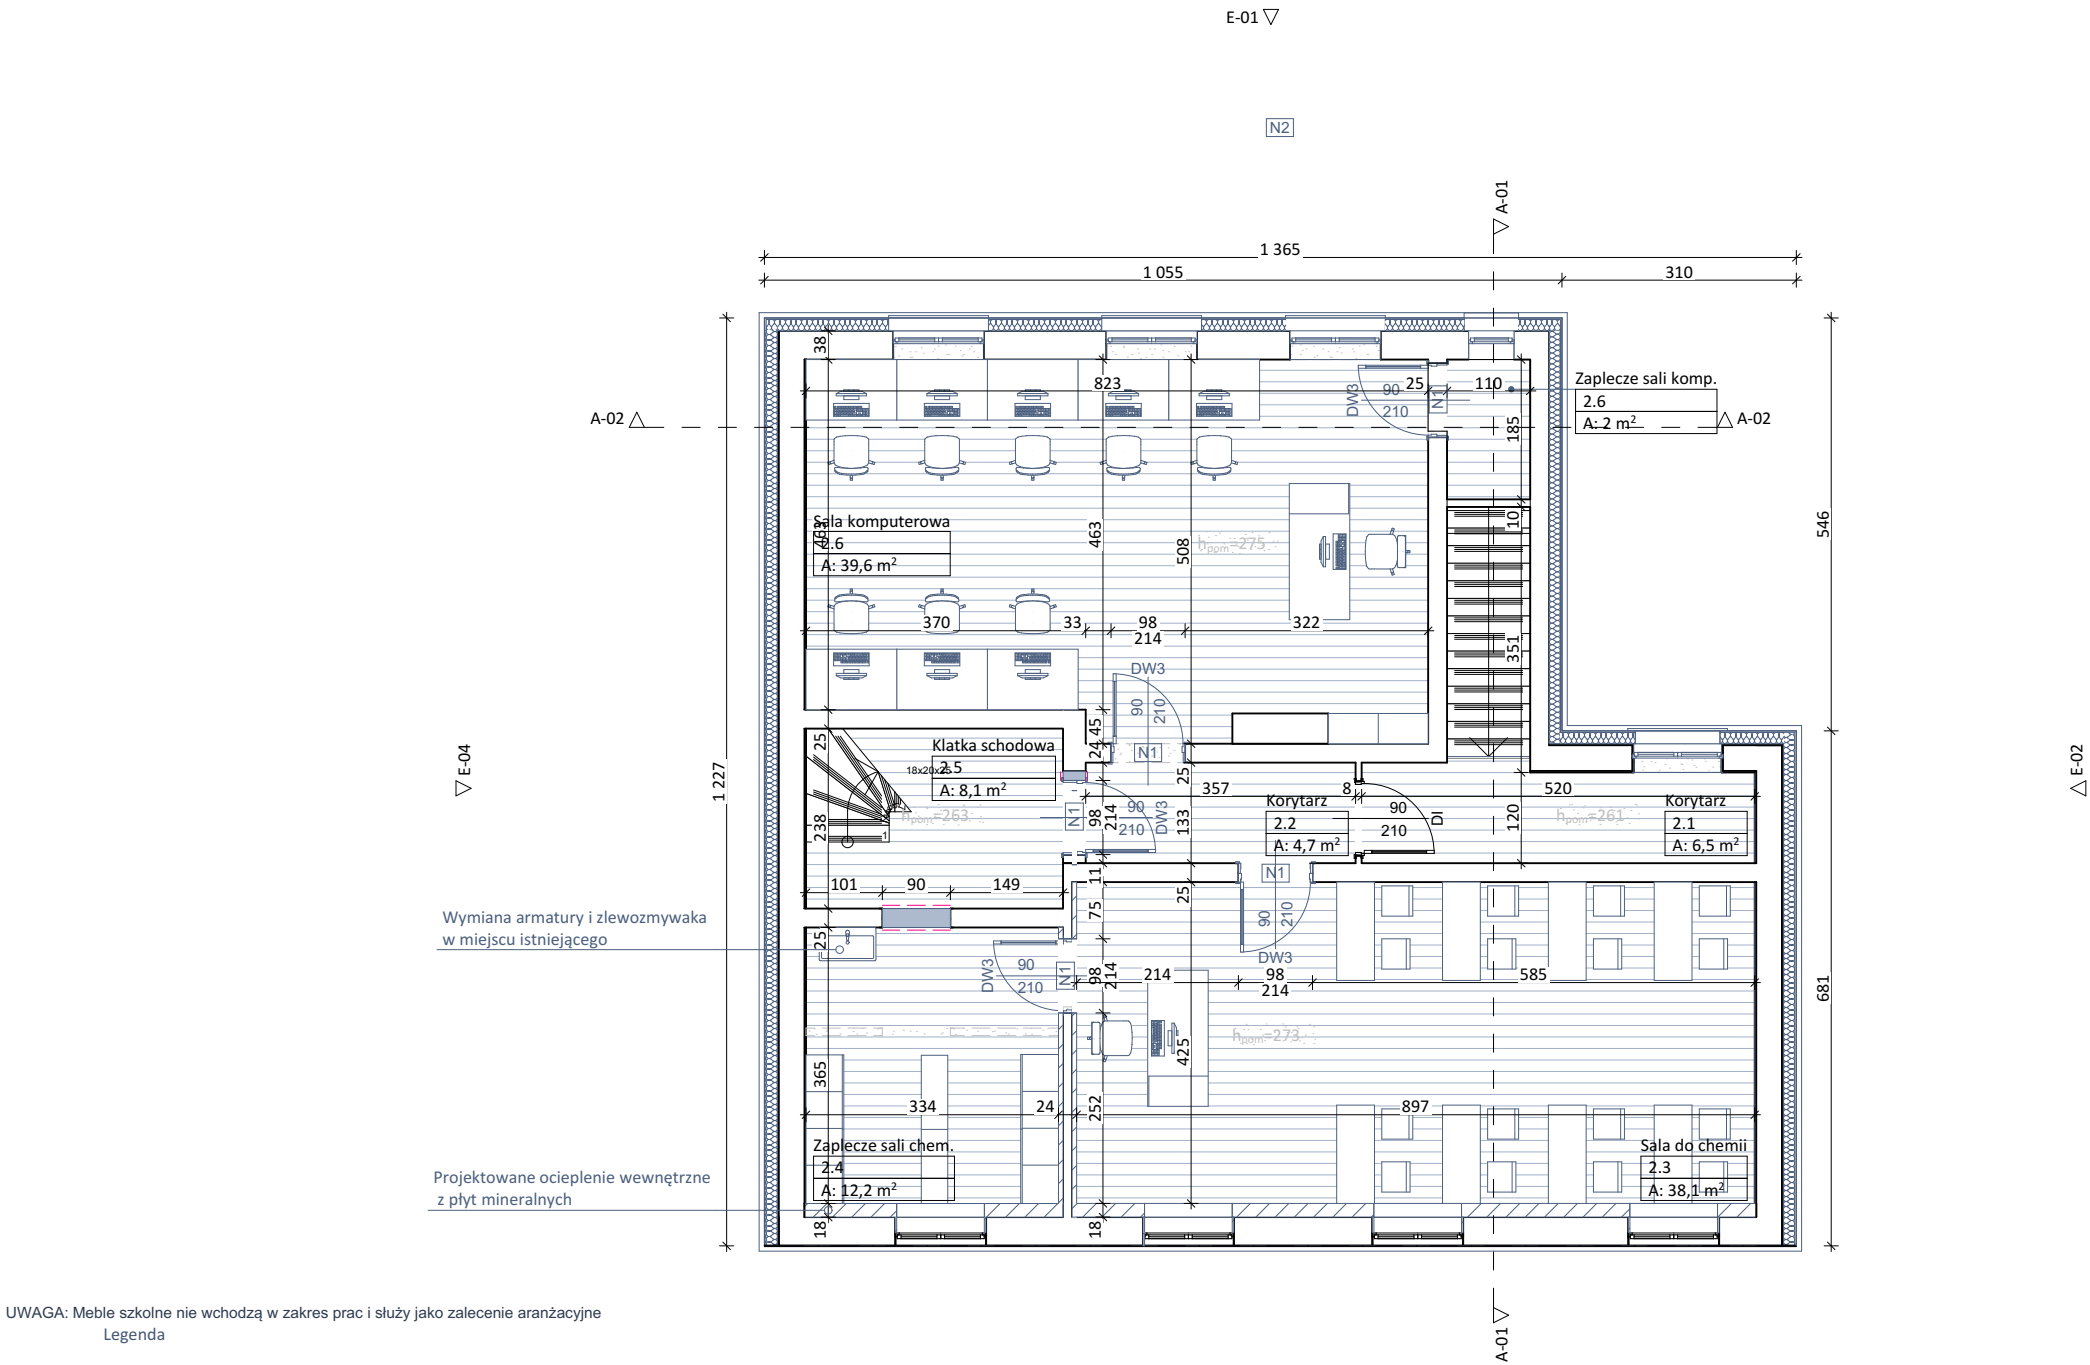 E-01
N2
A-01
1 365
1 055
310
38
823
25
110
DW3
90
210
N1
Zaplecze sali komp.
2.6
A: 2 m²
A-02
A-02
185
Sala komputerowa
2.6
A: 39,6 m²
463
463
508
hpom=275
10
546
370
33
98
214
322
351
DW3
90
210
N1
45
24
25
25
Klatka schodowa
2.5
A: 8,1 m²
18x20x25
hpom=263
1
238
E-04
1 227
E-02
357
8
520
N1
98
214
90
210
DW3
133
Korytarz
2.2
A: 4,7 m²
90
210
DI
120
hpom=261
Korytarz
2.1
A: 6,5 m²
101
90
149
11
75
25
N1
90
210
DW3
Wymiana armatury i zlewozmywaka
w miejscu istniejącego
25
DW3
90
210
N1
98
214
214
98
214
585
681
hpom=273
365
425
334
24
252
897
Zaplecze sali chem.
2.4
A: 12,2 m²
Sala do chemii
2.3
A: 38,1 m²
Projektowane ocieplenie wewnętrzne
z płyt mineralnych
18
18
A-01
UWAGA: Meble szkolne nie wchodzą w zakres prac i służy jako zalecenie aranżacyjne
Legenda